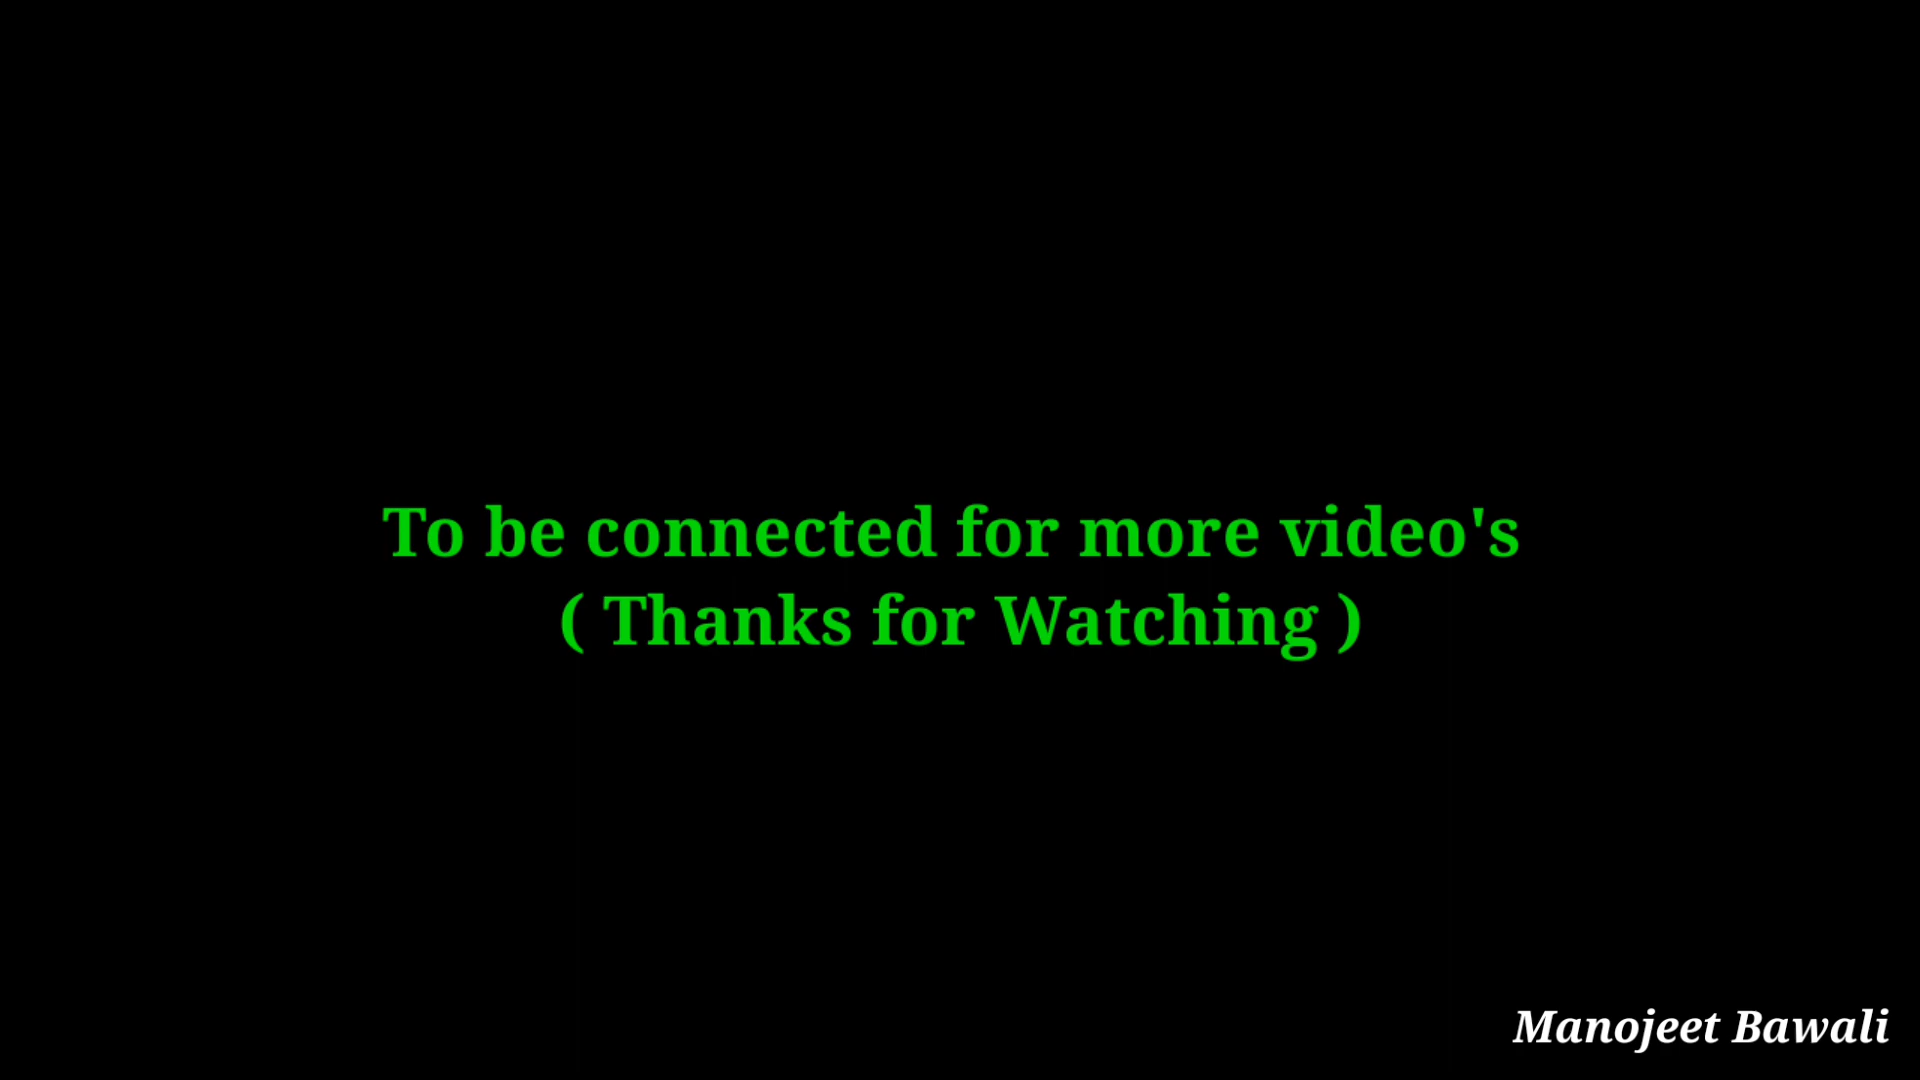 To be connected for more video's
( Thanks for Watching )
Manojeet Bawali